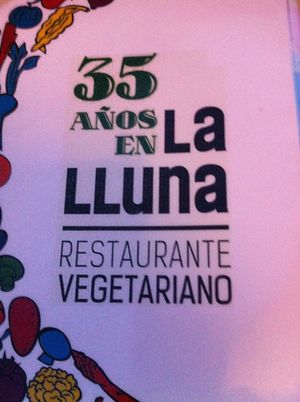 35
AÑOS
EN La
LLuna
RESTAURANTE
VEGETARIANO